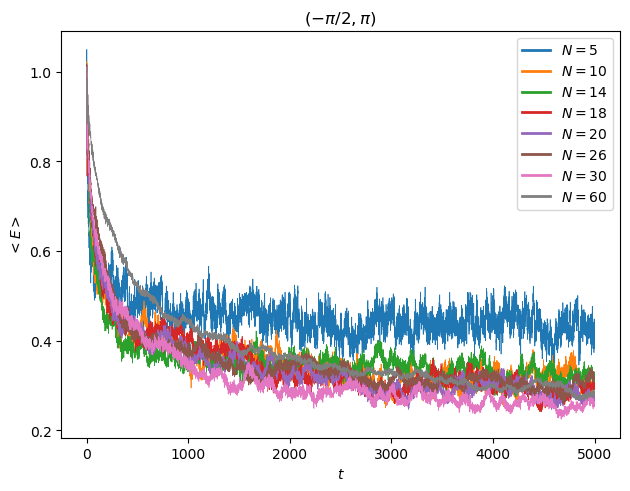 (−π/2, π)
<E>
1.0
0.8
0.6
0.4
0.2
N = 5
N = 10
N = 14
N = 18
N = 20
N = 26
N = 30
N = 60
0 1000 2000 3000 4000 5000
t